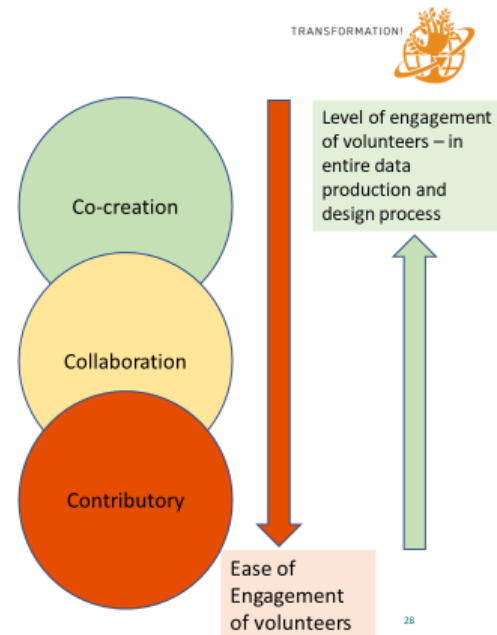 TRANSFORMATION!
Level of engagement
of volunteers – in
entire data
production and
design process
Co-creation
Collaboration
Contributory
Ease of
Engagement
of volunteers
28